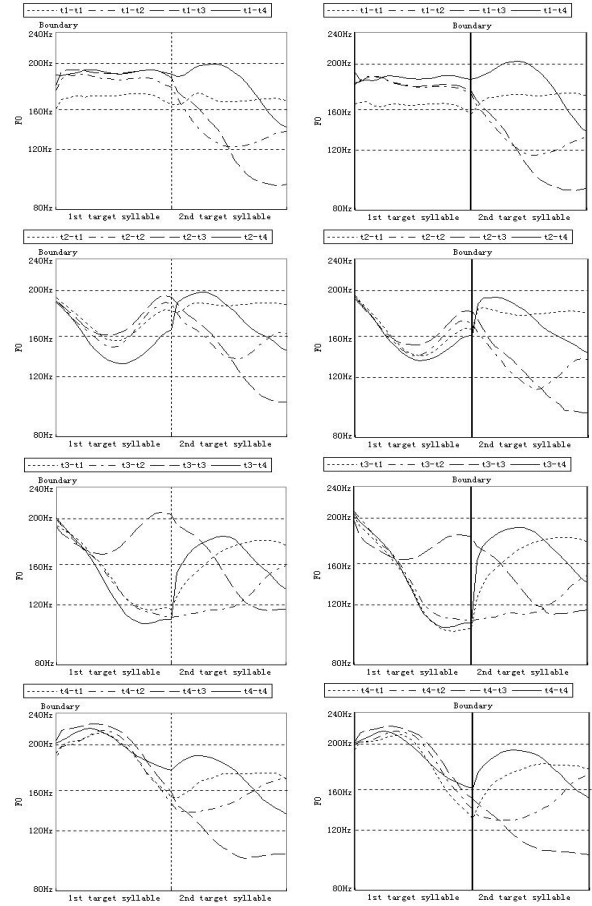 t1-t1 t1-t2 t1-t3 t1-t4
Boundary
240Hz
200Hz
160Hz
F0
120Hz
80Hz
1st target syllable 2nd target syllable
t1-t1 t1-t2 t1-t3 t1-t4
Boundary
240Hz
200Hz
160Hz
F0
120Hz
80Hz
1st target syllable 2nd target syllable
t2-t1 t2-t2 t2-t3 t2-t4
Boundary
240Hz
200Hz
160Hz
F0
120Hz
80Hz
1st target syllable 2nd target syllable
t2-t1 t2-t2 t2-t3 t2-t4
Boundary
240Hz
200Hz
160Hz
F0
120Hz
80Hz
1st target syllable 2nd target syllable
t3-t1 t3-t2 t3-t3 t3-t4
Boundary
240Hz
200Hz
160Hz
F0
120Hz
80Hz
1st target syllable 2nd target syllable
t3-t1 t3-t2 t3-t3 t3-t4
Boundary
240Hz
200Hz
160Hz
F0
120Hz
80Hz
1st target syllable 2nd target syllable
t4-t1 t4-t2 t4-t3 t4-t4
Boundary
240Hz
200Hz
160Hz
F0
120Hz
80Hz
1st target syllable 2nd target syllable
t4-t1 t4-t2 t4-t3 t4-t4
Boundary
240Hz
200Hz
160Hz
F0
120Hz
80Hz
1st target syllable 2nd target syllable